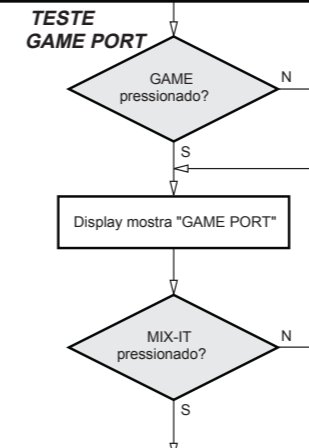 TESTE
GAME PORT
GAME
pressionado?
N
S
Display mostra "GAME PORT"
MIX-IT
pressionado?
N
S